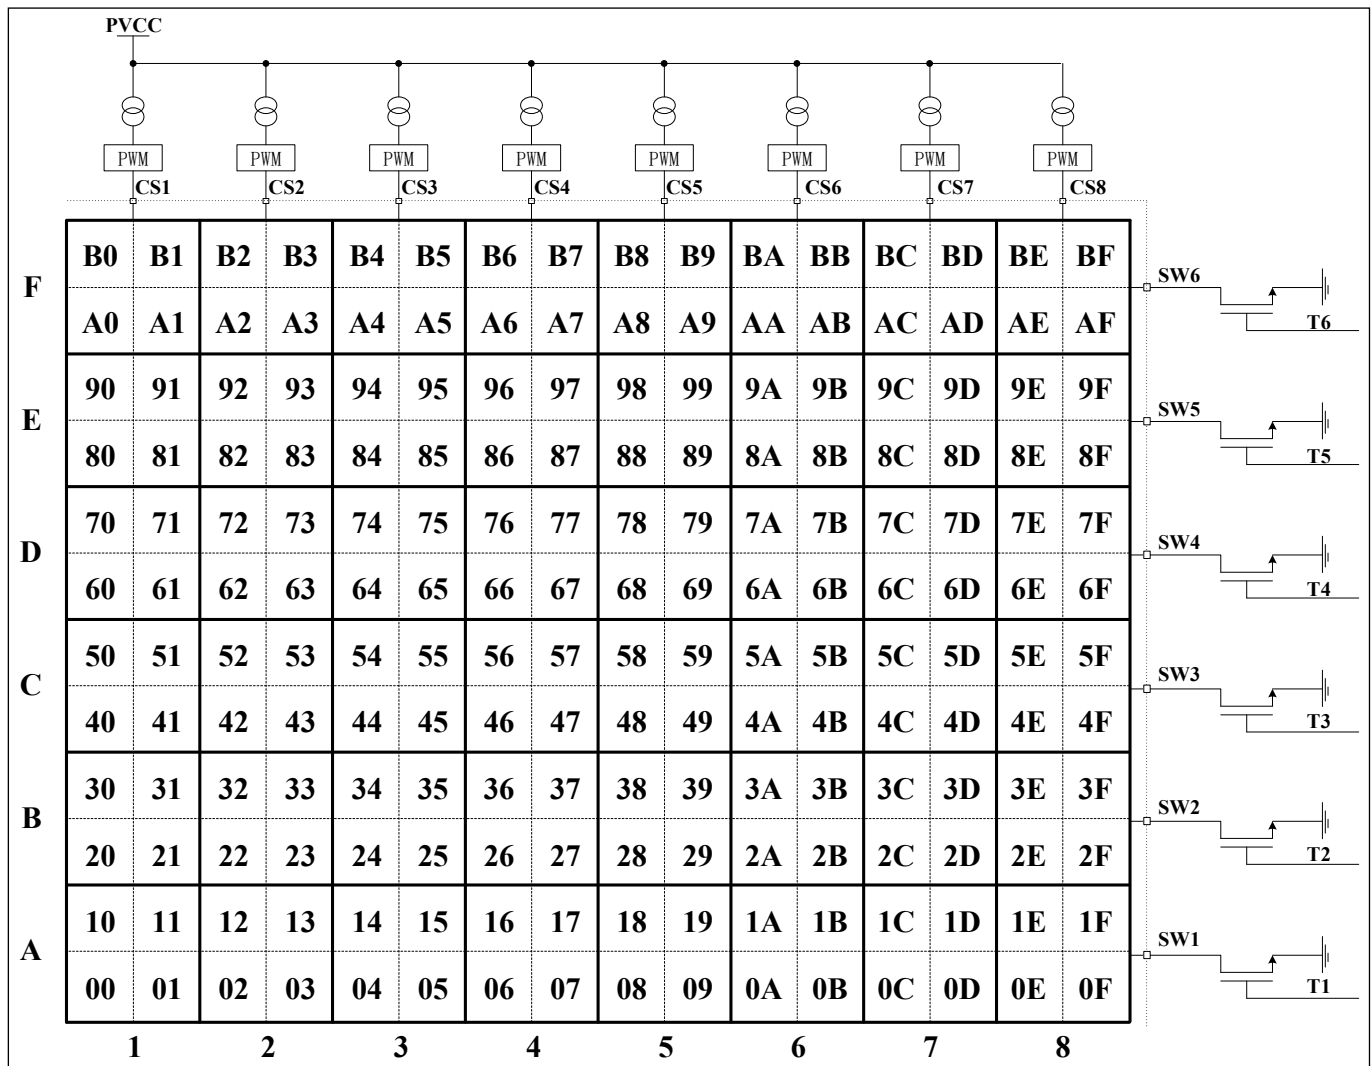 PVCC
PWM PWM PWM PWM PWM PWM PWM PWM
CS1 CS2 CS3 CS4 CS5 CS6 CS7 CS8
B0 B1 B2 B3 B4 B5 B6 B7 B8 B9 BA BB BC BD BE BF
SW6
F
A0 A1 A2 A3 A4 A5 A6 A7 A8 A9 AA AB AC AD AE AF
T6
90 91 92 93 94 95 96 97 98 99 9A 9B 9C 9D 9E 9F
SW5
E
80 81 82 83 84 85 86 87 88 89 8A 8B 8C 8D 8E 8F
T5
70 71 72 73 74 75 76 77 78 79 7A 7B 7C 7D 7E 7F
SW4
D
60 61 62 63 64 65 66 67 68 69 6A 6B 6C 6D 6E 6F
T4
50 51 52 53 54 55 56 57 58 59 5A 5B 5C 5D 5E 5F
SW3
C
40 41 42 43 44 45 46 47 48 49 4A 4B 4C 4D 4E 4F
T3
30 31 32 33 34 35 36 37 38 39 3A 3B 3C 3D 3E 3F
SW2
B
20 21 22 23 24 25 26 27 28 29 2A 2B 2C 2D 2E 2F
T2
10 11 12 13 14 15 16 17 18 19 1A 1B 1C 1D 1E 1F
SW1
A
00 01 02 03 04 05 06 07 08 09 0A 0B 0C 0D 0E 0F
T1
1 2 3 4 5 6 7 8